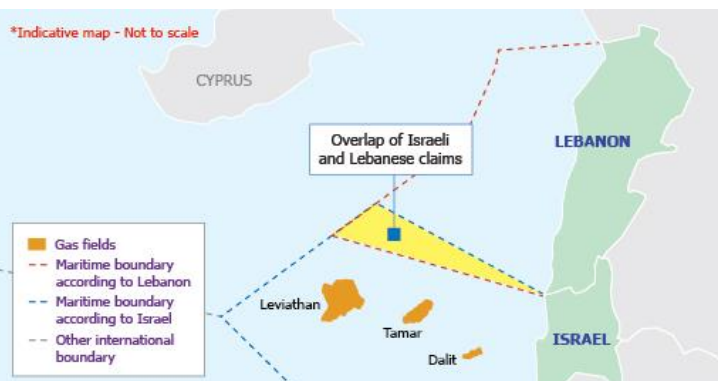 *Indicative map - Not to scale
CYPRUS
Overlap of Israeli
and Lebanese claims
LEBANON
Gas fields
Maritime boundary
according to Lebanon
Maritime boundary
according to Israel
Other international
boundary
Leviathan
Tamar
Dalit
ISRAEL